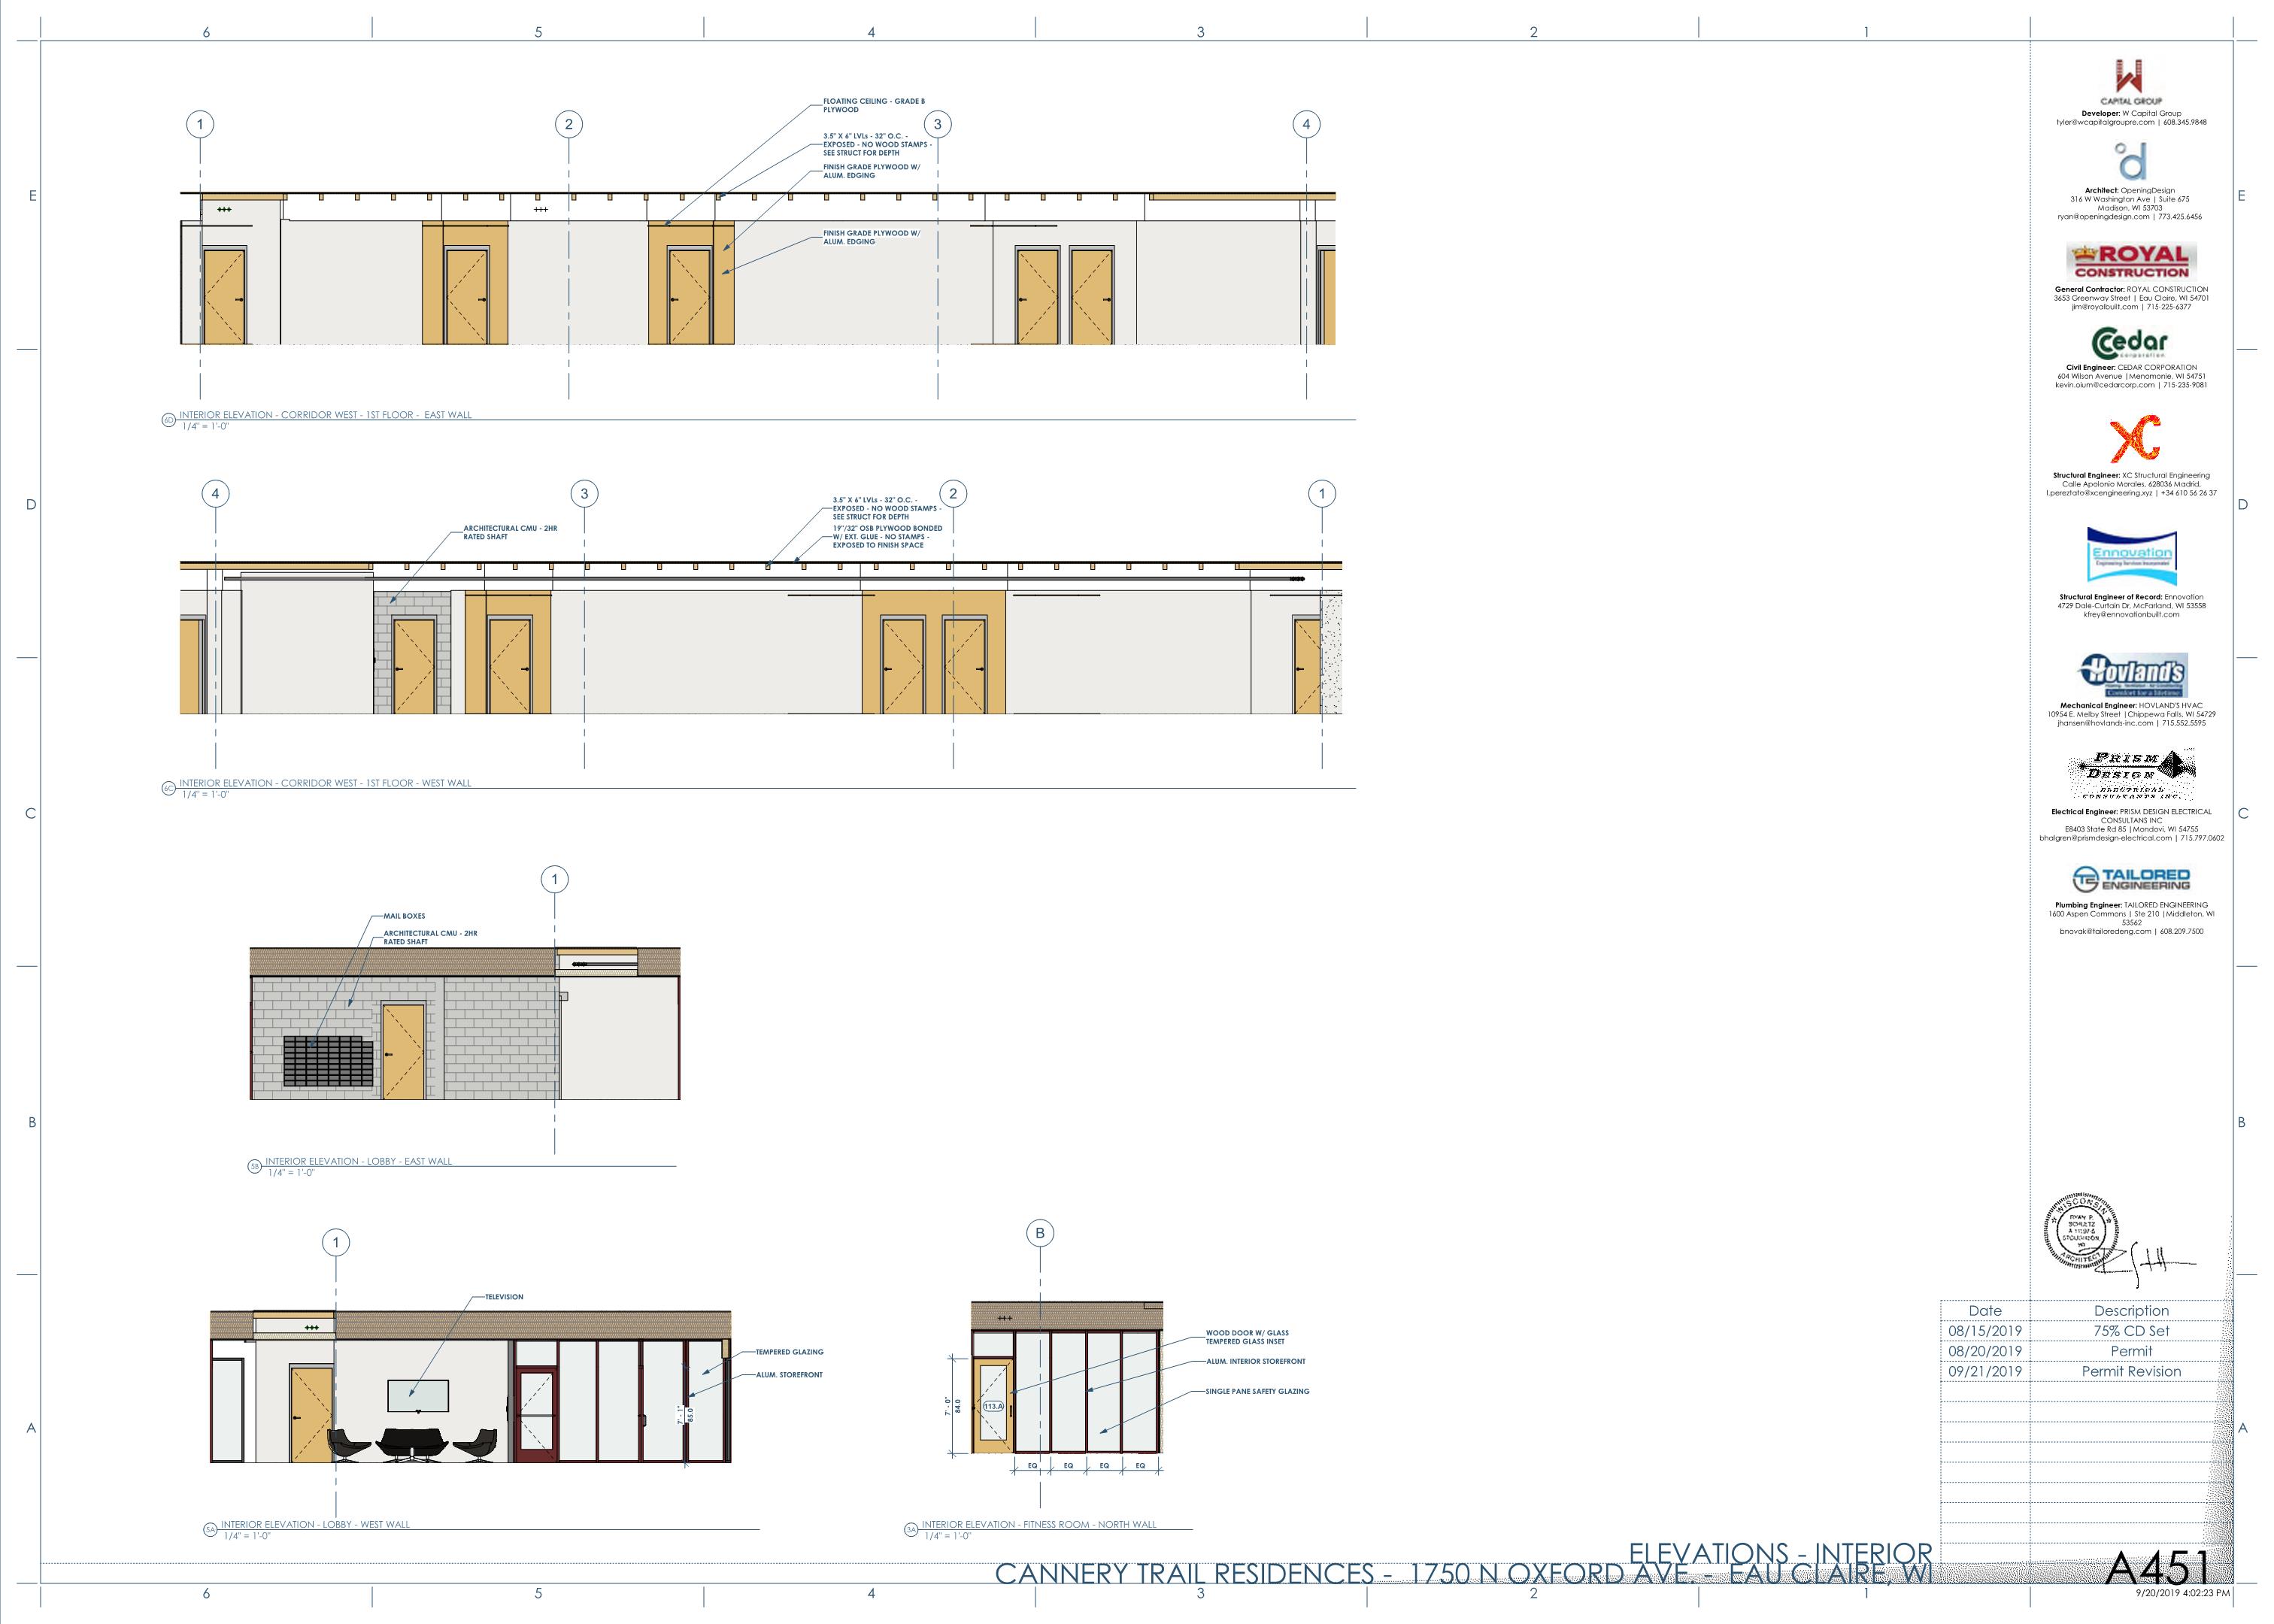 6 5 4 3 2 1
E
D
C
B
A
1 2 3 4
FLOATING CEILING - GRADE B
PLYWOOD
3.5" X 6" LVLs - 32" O.C. -
EXPOSED - NO WOOD STAMPS -
SEE STRUCT FOR DEPTH
FINISH GRADE PLYWOOD W/
ALUM. EDGING
FINISH GRADE PLYWOOD W/
ALUM. EDGING
6D INTERIOR ELEVATION - CORRIDOR WEST - 1ST FLOOR - EAST WALL
1/4" = 1'-0"
4 3 2 1
3.5" X 6" LVLs - 32" O.C. -
EXPOSED - NO WOOD STAMPS -
SEE STRUCT FOR DEPTH
19"/32" OSB PLYWOOD BONDED
W/ EXT. GLUE - NO STAMPS -
EXPOSED TO FINISH SPACE
ARCHITECTURAL CMU - 2HR
RATED SHAFT
6C INTERIOR ELEVATION - CORRIDOR WEST - 1ST FLOOR - WEST WALL
1/4" = 1'-0"
1
MAIL BOXES
ARCHITECTURAL CMU - 2HR
RATED SHAFT
5B INTERIOR ELEVATION - LOBBY - EAST WALL
1/4" = 1'-0"
1
TELEVISION
TEMPERED GLAZING
ALUM. STOREFRONT
7' - 1"
85.0
5A INTERIOR ELEVATION - LOBBY - WEST WALL
1/4" = 1'-0"
B
WOOD DOOR W/ GLASS
TEMPERED GLASS INSET
ALUM. INTERIOR STOREFRONT
SINGLE PANE SAFETY GLAZING
7' - 0"
84.0
113.A
EQ EQ EQ EQ
3A INTERIOR ELEVATION - FITNESS ROOM - NORTH WALL
1/4" = 1'-0"
W
CAPITAL GROUP
Developer: W Capital Group
tyler@wcapitalgroupre.com | 608.345.9848
d
Architect: OpeningDesign
316 W Washington Ave | Suite 675
Madison, WI 53703
ryan@openingdesign.com | 773.425.6456
ROYAL
CONSTRUCTION
General Contractor: ROYAL CONSTRUCTION
3653 Greenway Street | Eau Claire, WI 54701
jim@royalbuilt.com | 715-225-6377
Cedar
corporation
Civil Engineer: CEDAR CORPORATION
604 Wilson Avenue |Menomonie, WI 54751
kevin.oium@cedarcorp.com | 715-235-9081
XC
Structural Engineer: XC Structural Engineering
Calle Apolonio Morales, 628036 Madrid,
l.pereztato@xcengineering.xyz | +34 610 56 26 37
Ennovation
Engineering Services Incorporated
Structural Engineer of Record: Ennovation
4729 Dale-Curtain Dr, McFarland, WI 53558
kfrey@ennovationbuilt.com
Hovland's
Comfort for a lifetime
Mechanical Engineer: HOVLAND'S HVAC
10954 E. Melby Street |Chippewa Falls, WI 54729
jhansen@hovlands-inc.com | 715.552.5595
PRISM
DESIGN
ELECTRICAL
CONSULTANTS INC.
Electrical Engineer: PRISM DESIGN ELECTRICAL
CONSULTANS INC
E8403 State Rd 85 |Mondovi, WI 54755
bhalgren@prismdesign-electrical.com | 715.797.0602
TAILORED
ENGINEERING
Plumbing Engineer: TAILORED ENGINEERING
1600 Aspen Commons | Ste 210 |Middleton, WI
53562
bnovak@tailoredeng.com | 608.209.7500
WISCONSIN
RYAN P.
SCHULTZ
STOUGHTON,
WI
ARCHITECT
Date Description
08/15/2019 75% CD Set
08/20/2019 Permit
09/21/2019 Permit Revision
ELEVATIONS - INTERIOR
CANNERY TRAIL RESIDENCES - 1750 N OXFORD AVE. - EAU CLAIRE, WI
A451
9/20/2019 4:02:23 PM
E
D
C
B
A
6 5 4 3 2 1